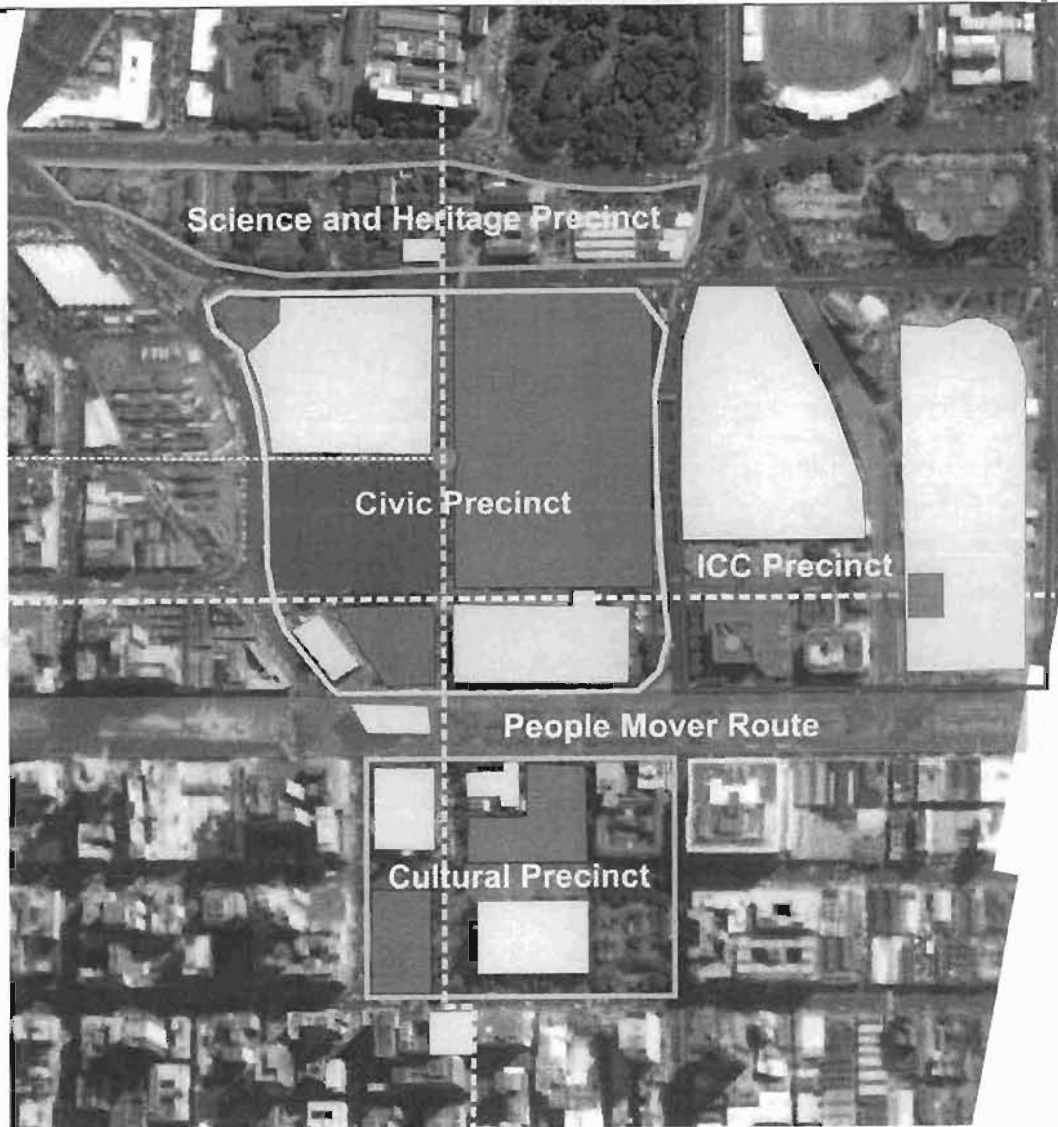 Science and Heritage Precinct
Civic Precinct
ICC Precinct
People Mover Route
Cultural Precinct